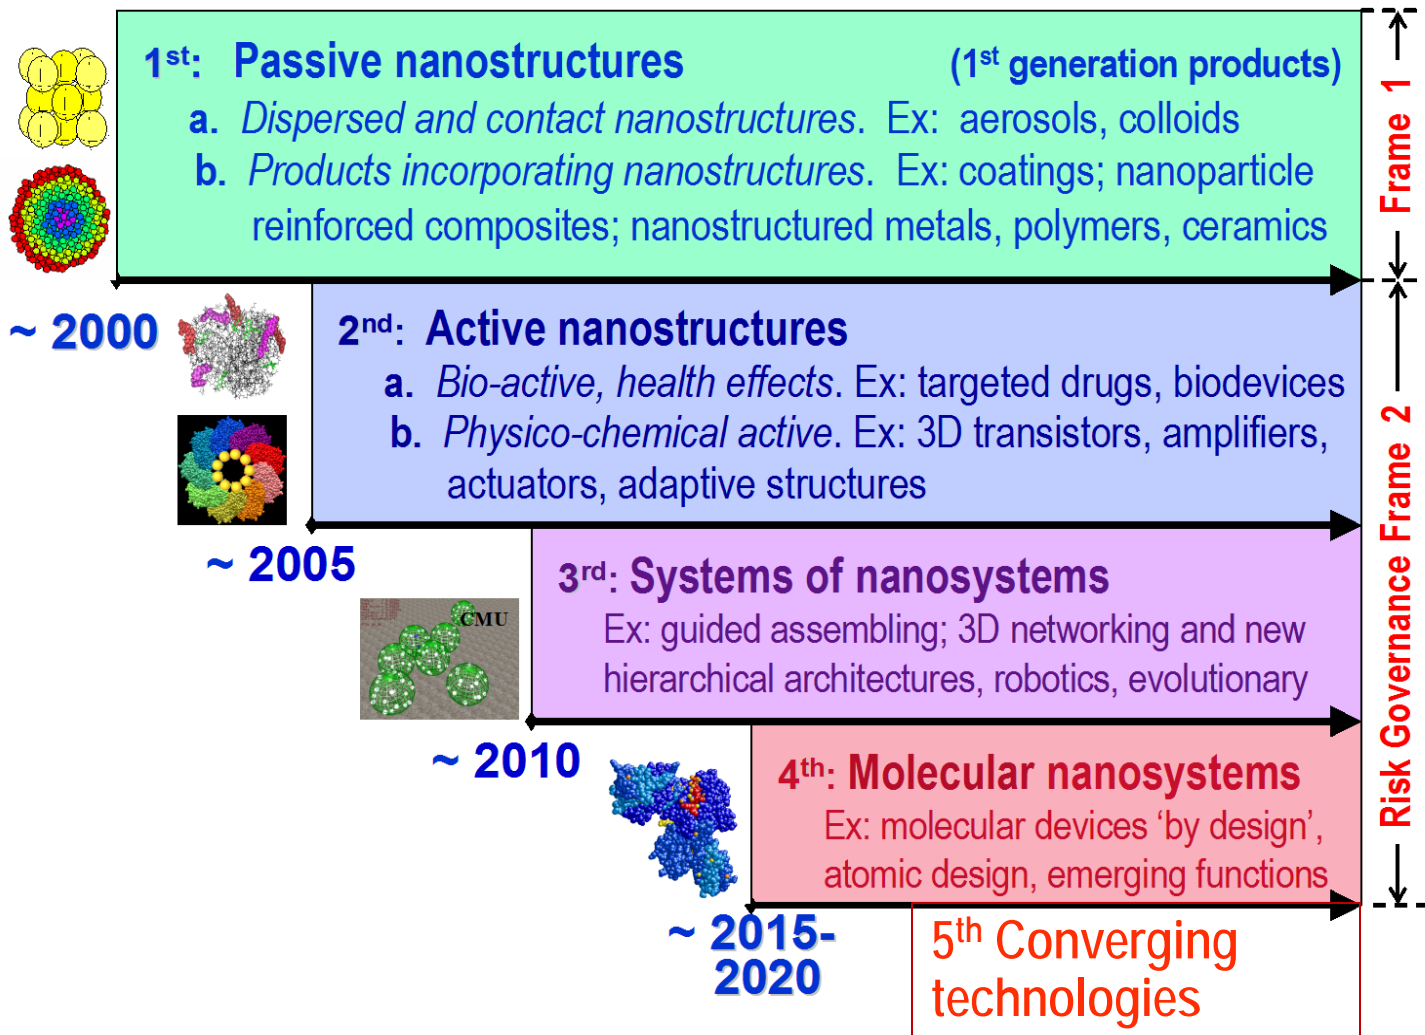 1st: Passive nanostructures (1st generation products)
a. Dispersed and contact nanostructures. Ex: aerosols, colloids
b. Products incorporating nanostructures. Ex: coatings; nanoparticle
reinforced composites; nanostructured metals, polymers, ceramics
Frame 1
~ 2000
2nd: Active nanostructures
a. Bio-active, health effects. Ex: targeted drugs, biodevices
b. Physico-chemical active. Ex: 3D transistors, amplifiers,
actuators, adaptive structures
Risk Governance Frame 2
~ 2005
CMU
3rd: Systems of nanosystems
Ex: guided assembling; 3D networking and new
hierarchical architectures, robotics, evolutionary
~ 2010
4th: Molecular nanosystems
Ex: molecular devices ‘by design’,
atomic design, emerging functions
~ 2015-
2020
5th Converging
technologies